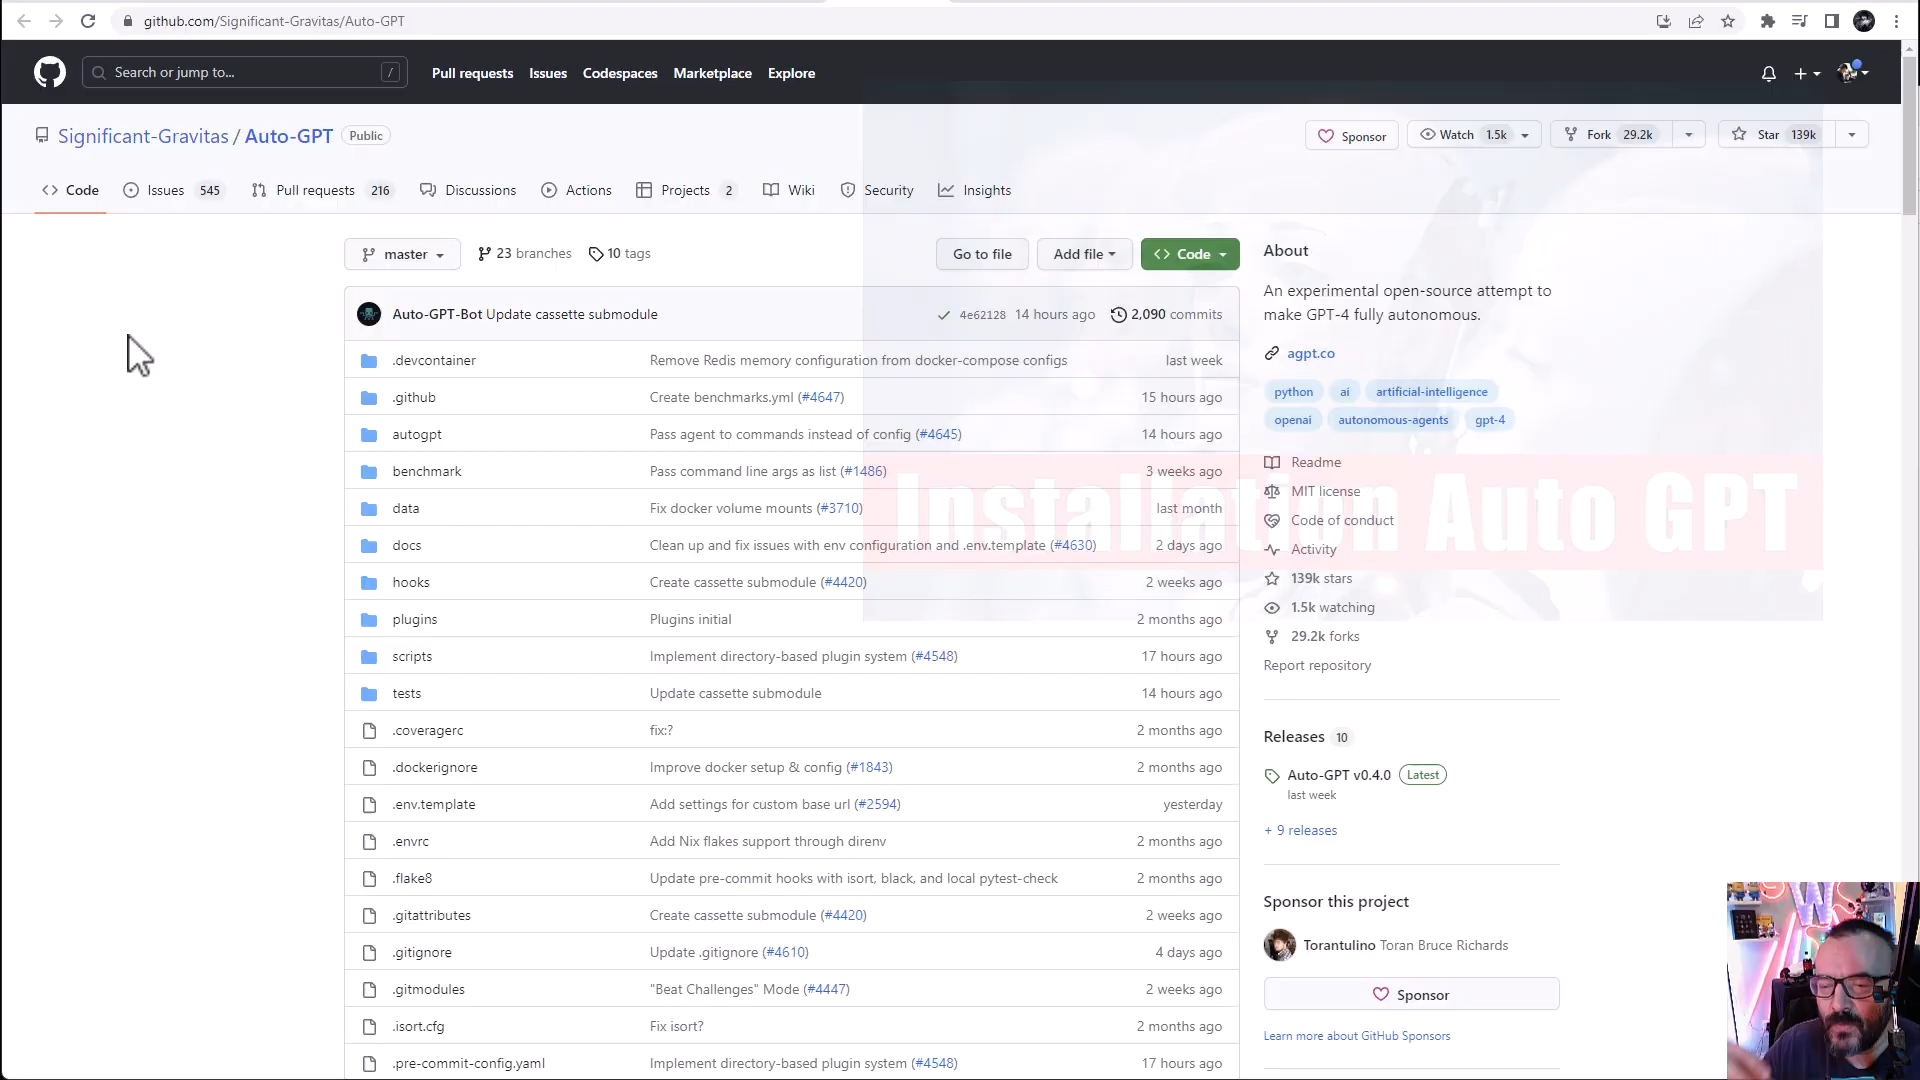 github.com/Significant-Gravitas/Auto-GPT
Search or jump to... /
Pull requests Issues Codespaces Marketplace Explore
Significant-Gravitas / Auto-GPT Public
Sponsor Watch 1.5k Fork 29.2k Star 139k
Code Issues 545 Pull requests 216 Discussions Actions Projects 2 Wiki Security Insights
master 23 branches 10 tags Go to file Add file Code
Auto-GPT-Bot Update cassette submodule 4e62128 14 hours ago 2,090 commits
.devcontainer Remove Redis memory configuration from docker-compose configs last week
.github Create benchmarks.yml (#4647) 15 hours ago
autogpt Pass agent to commands instead of config (#4645) 14 hours ago
benchmark Pass command line args as list (#1486) 3 weeks ago
data Fix docker volume mounts (#3710) last month
docs Clean up and fix issues with env configuration and .env.template (#4630) 2 days ago
hooks Create cassette submodule (#4420) 2 weeks ago
plugins Plugins initial 2 months ago
scripts Implement directory-based plugin system (#4548) 17 hours ago
tests Update cassette submodule 14 hours ago
.coveragerc fix:? 2 months ago
.dockerignore Improve docker setup & config (#1843) 2 months ago
.env.template Add settings for custom base url (#2594) yesterday
.envrc Add Nix flakes support through direnv 2 months ago
.flake8 Update pre-commit hooks with isort, black, and local pytest-check 2 months ago
.gitattributes Create cassette submodule (#4420) 2 weeks ago
.gitignore Update .gitignore (#4610) 4 days ago
.gitmodules "Beat Challenges" Mode (#4447) 2 weeks ago
.isort.cfg Fix isort? 2 months ago
.pre-commit-config.yaml Implement directory-based plugin system (#4548) 17 hours ago
About
An experimental open-source attempt to
make GPT-4 fully autonomous.
agpt.co
python ai artificial-intelligence
openai autonomous-agents gpt-4
Readme
MIT license
Code of conduct
Activity
139k stars
1.5k watching
29.2k forks
Report repository
Installation Auto GPT
Releases 10
Auto-GPT v0.4.0 Latest
last week
+ 9 releases
Sponsor this project
Torantulino Toran Bruce Richards
Sponsor
Learn more about GitHub Sponsors